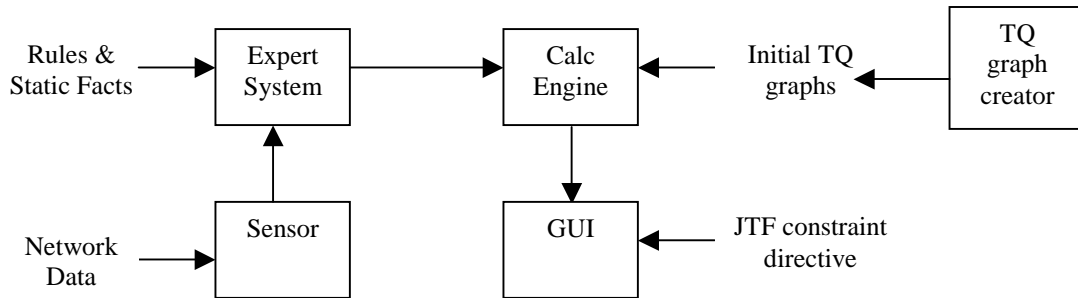 Rules &
Static Facts
Expert
System
Calc
Engine
Initial TQ
graphs
TQ
graph
creator
Network
Data
Sensor
GUI
JTF constraint
directive